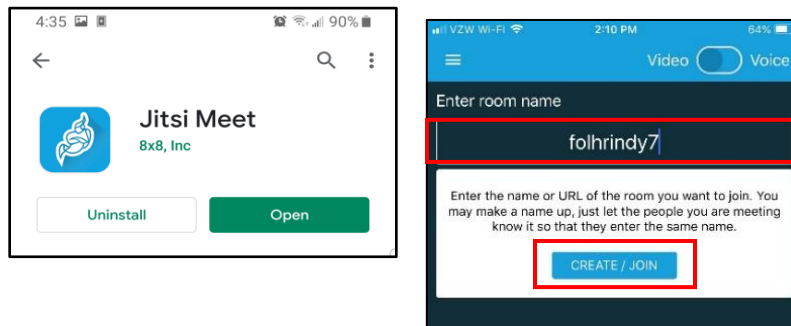 4:35 90%
Jitsi Meet
8x8, Inc
Uninstall Open
VZW Wi-Fi 2:10 PM 64%
Video Voice
Enter room name
folhrindy7
Enter the name or URL of the room you want to join. You
may make a name up, just let the people you are meeting
know it so that they enter the same name.
CREATE / JOIN